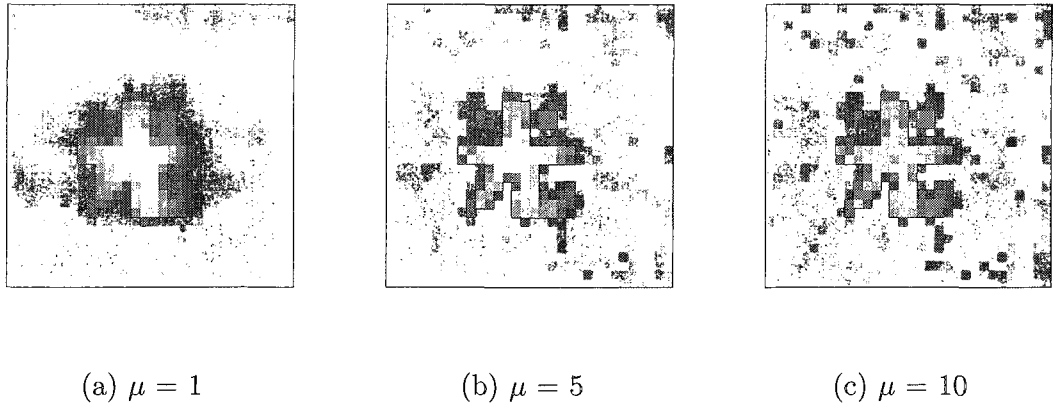 (a) μ = 1
(b) μ = 5
(c) μ = 10